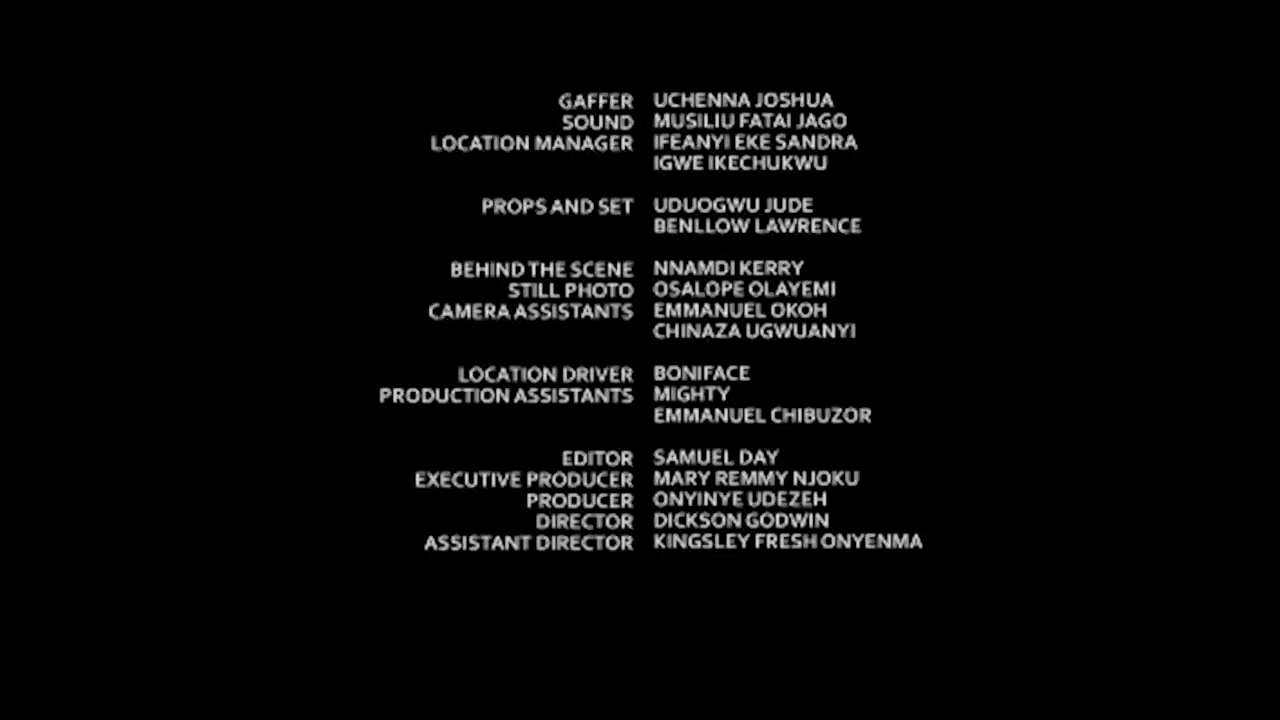 GAFFER UCHENNA JOSHUA
SOUND MUSILIU FATAI JAGO
LOCATION MANAGER IFEANYI EKE SANDRA
IGWE IKECHUKWU
PROPS AND SET UDUOGWU JUDE
BENLLOW LAWRENCE
BEHIND THE SCENE NNAMDI KERRY
STILL PHOTO OSALOPE OLAYEMI
CAMERA ASSISTANTS EMMANUEL OKOH
CHINAZA UGWUANYI
LOCATION DRIVER BONIFACE
PRODUCTION ASSISTANTS MIGHTY
EMMANUEL CHIBUZOR
EDITOR SAMUEL DAY
EXECUTIVE PRODUCER MARY REMMY NJOKU
PRODUCER ONYINYE UDEZEH
DIRECTOR DICKSON GODWIN
ASSISTANT DIRECTOR KINGSLEY FRESH ONYENMA